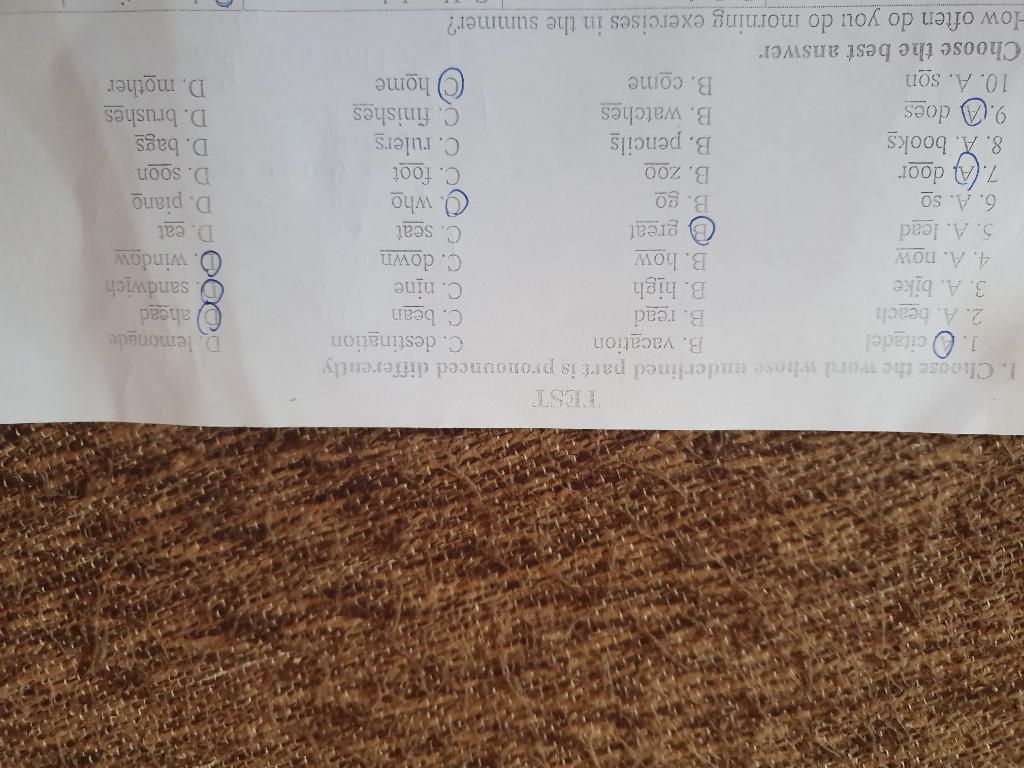 TEST
I. Choose the word whose underlined part is pronounced differently
1. A citadel B. vacation C. destination D. lemonade
2. A. beach B. read C. bean D ahead
3. A. bike B. high C. nine D. sandwich
4. A. now B. how C. down D. window
5. A. lead B. great C. seat D. eat
6. A. so B. go C. who D. piano
7. A door B. zoo C. foot D. soon
8. A. books B. pencils C. rulers D. bags
9. A does B. watches C. finishes D. brushes
10. A. son B. come C home D. mother
Choose the best answer
How often do you do morning exercises in the summer?